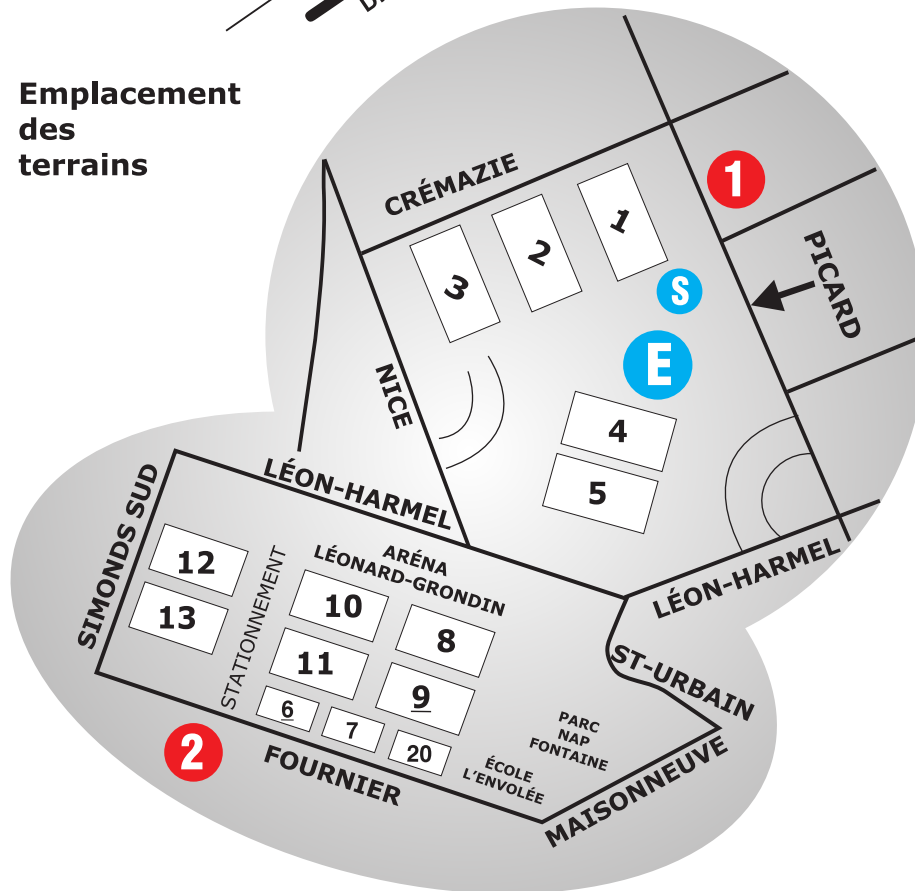 Emplacement
des
terrains
CRÉMAZIE
1
1
2
3
S
PICARD
E
NICE
4
5
LÉON-HARMEL
LÉON-HARMEL
SIMONDS SUD
12
13
STATIONNEMENT
ARÉNA
LÉONARD-GRONDIN
10
8
11
9
6
7
20
ST-URBAIN
PARC
NAP
FONTAINE
ÉCOLE
L'ENVOLÉE
MAISONNEUVE
2
FOURNIER